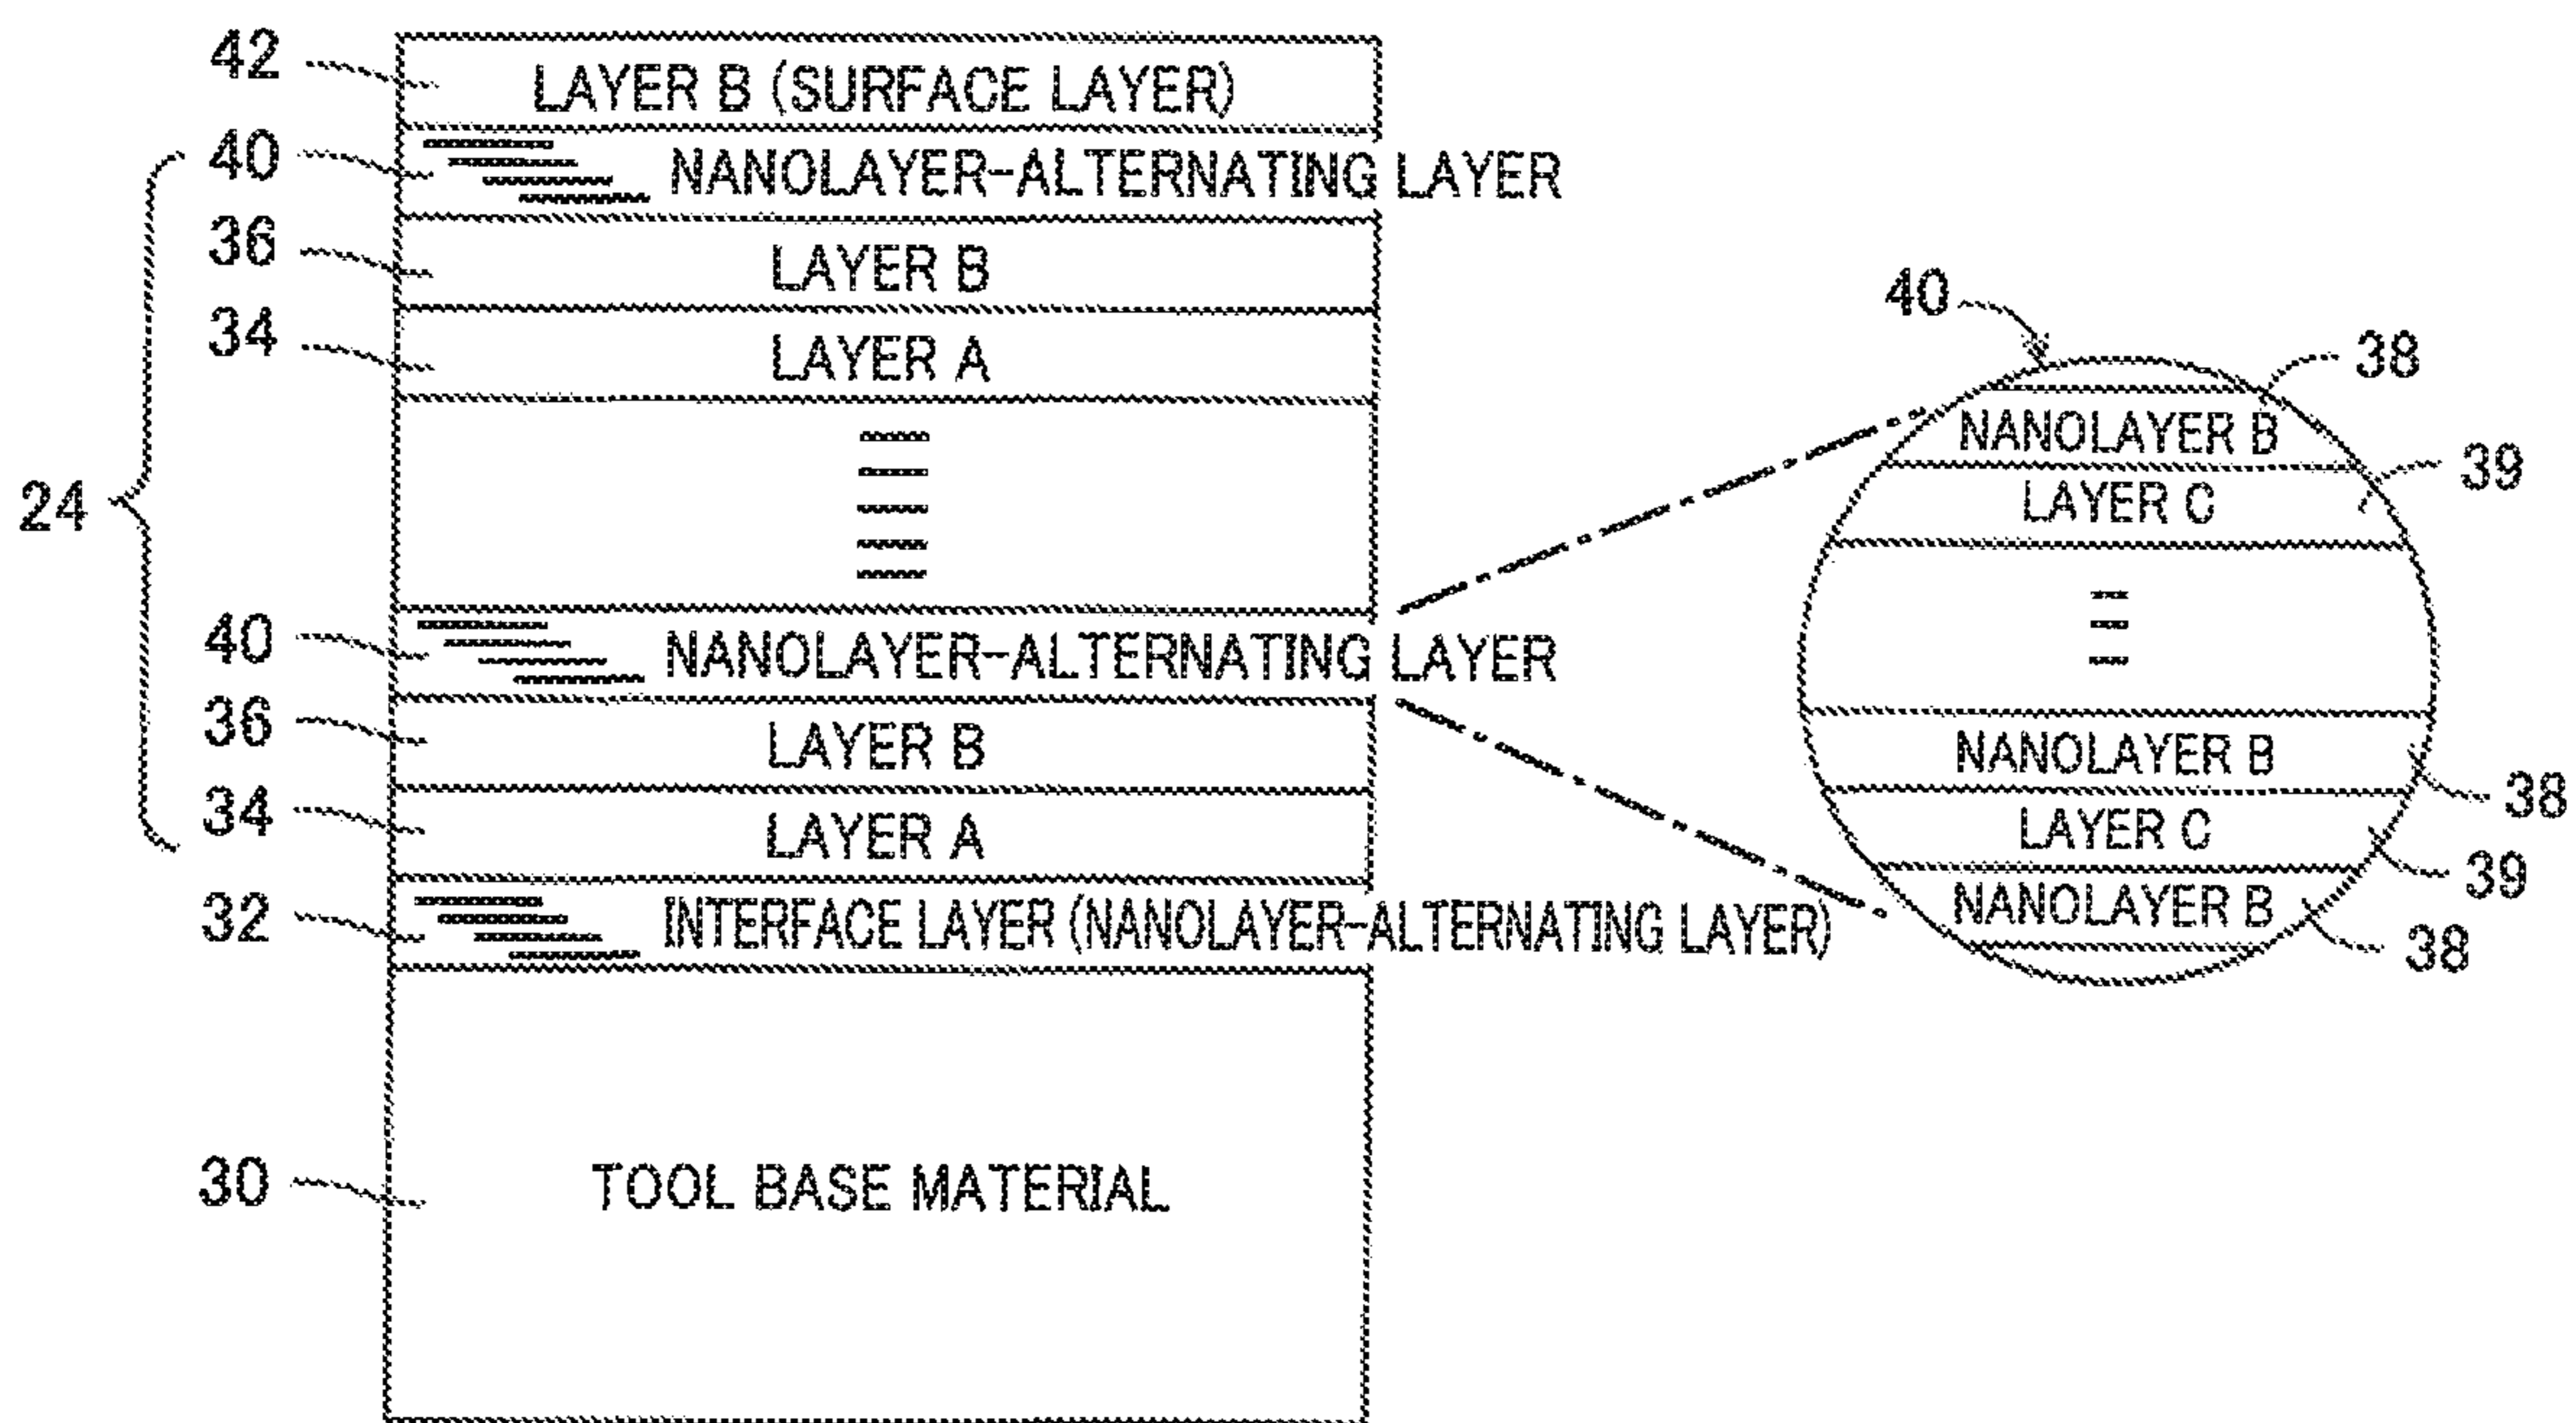 42 LAYER B (SURFACE LAYER)
40 NANOLAYER-ALTERNATING LAYER
36 LAYER B
34 LAYER A
24
40 NANOLAYER-ALTERNATING LAYER
36 LAYER B
34 LAYER A
32 INTERFACE LAYER (NANOLAYER-ALTERNATING LAYER)
30 TOOL BASE MATERIAL
40
NANOLAYER B 38
LAYER C 39
NANOLAYER B 38
LAYER C 39
NANOLAYER B 38